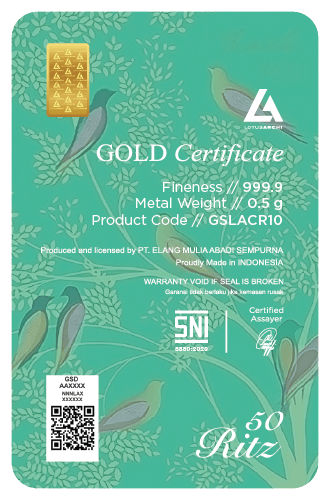 LOTUSARCHI
GOLD Certificate
Fineness // 999.9
Metal Weight // 0.5 g
Product Code // GSLACR10
Produced and licensed by PT. ELANG MULIA ABADI SEMPURNA
Proudly Made in INDONESIA
WARRANTY VOID IF SEAL IS BROKEN
Garansi tidak berlaku jika kemasan rusak
SNI
8880:2020
Certified
Assayer
GSD
AAXXXX
NNNLAX
XXXXXX
50
Ritz